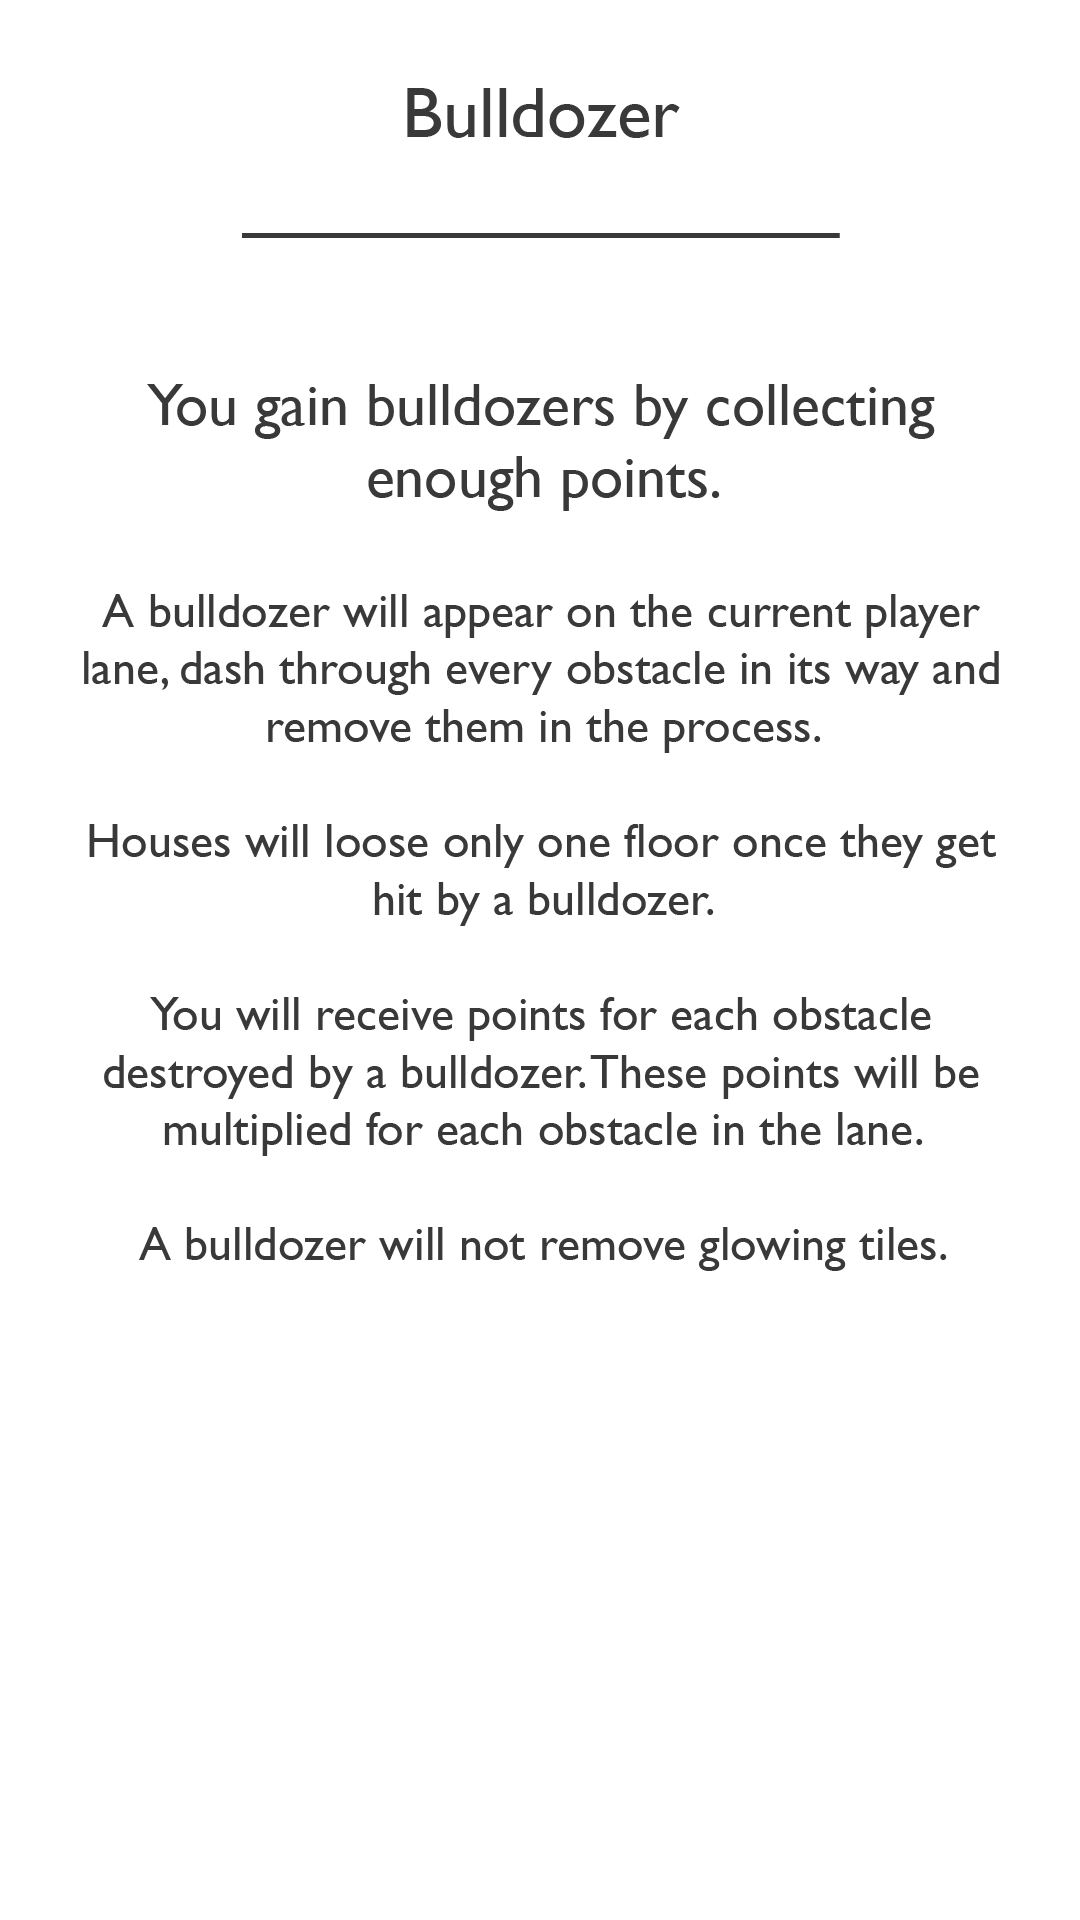 Bulldozer
You gain bulldozers by collecting
enough points.
A bulldozer will appear on the current player
lane, dash through every obstacle in its way and
remove them in the process.
Houses will loose only one floor once they get
hit by a bulldozer.
You will receive points for each obstacle
destroyed by a bulldozer. These points will be
multiplied for each obstacle in the lane.
A bulldozer will not remove glowing tiles.